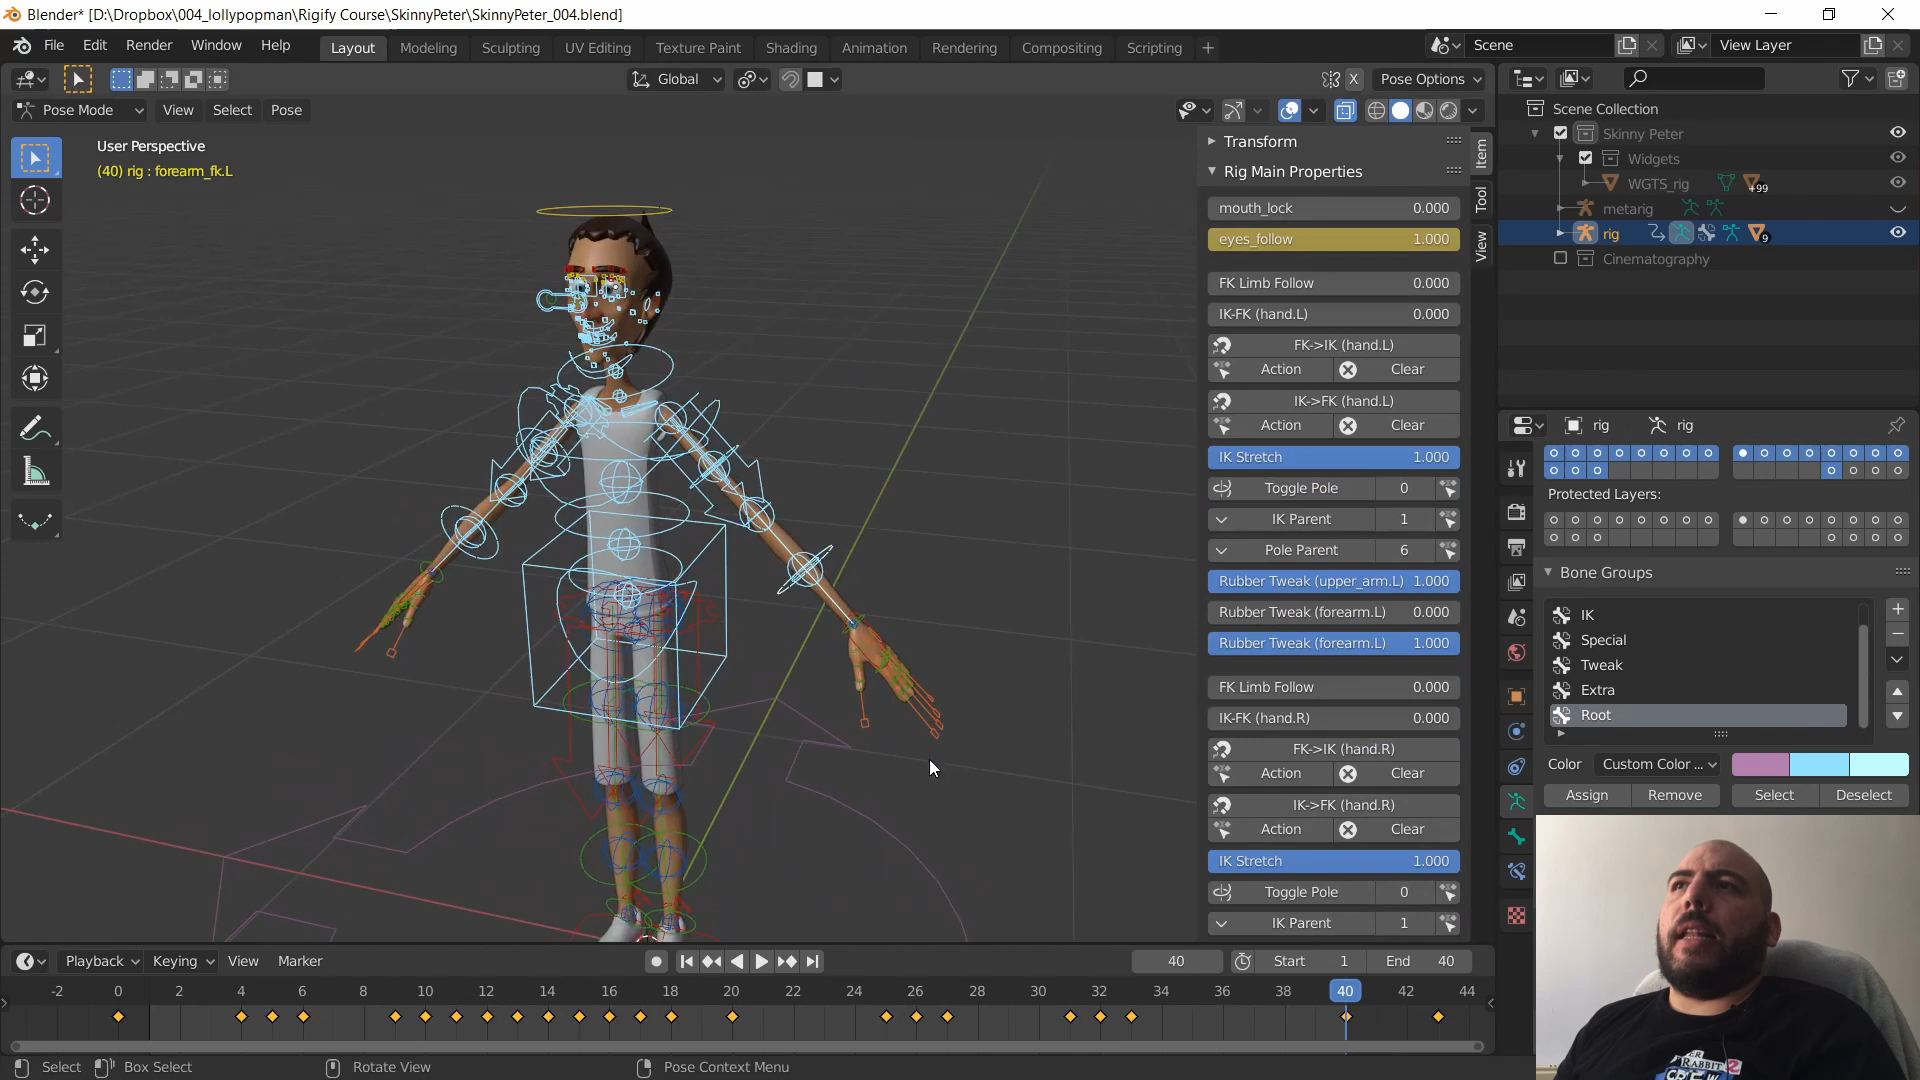 Blender* [D:\Dropbox\004_lollypopman\Rigify Course\SkinnyPeter\SkinnyPeter_004.blend]
File Edit Render Window Help
Layout Modeling Sculpting UV Editing Texture Paint Shading Animation Rendering Compositing Scripting +
Scene
View Layer
Global
X
Pose Options
Pose Mode
View Select Pose
User Perspective
(40) rig : forearm_fk.L
Transform
Rig Main Properties
mouth_lock 0.000
eyes_follow 1.000
FK Limb Follow 0.000
IK-FK (hand.L) 0.000
FK->IK (hand.L)
Action Clear
IK->FK (hand.L)
Action Clear
IK Stretch 1.000
Toggle Pole 0
IK Parent 1
Pole Parent 6
Rubber Tweak (upper_arm.L) 1.000
Rubber Tweak (forearm.L) 0.000
Rubber Tweak (forearm.L) 1.000
FK Limb Follow 0.000
IK-FK (hand.R) 0.000
FK->IK (hand.R)
Action Clear
IK->FK (hand.R)
Action Clear
IK Stretch 1.000
Toggle Pole 0
IK Parent 1
Item
Tool
View
Scene Collection
Skinny Peter
Widgets
WGTS_rig +99
metarig
rig 9
Cinematography
rig rig
Protected Layers:
Bone Groups
IK
Special
Tweak
Extra
Root
Color Custom Color ...
Assign Remove Select Deselect
RABBIT
CREW
Playback Keying View Marker
40 Start 1 End 40
-2 0 2 4 6 8 10 12 14 16 18 20 22 24 26 28 30 32 34 36 38 40 42 44
Select Box Select Rotate View Pose Context Menu